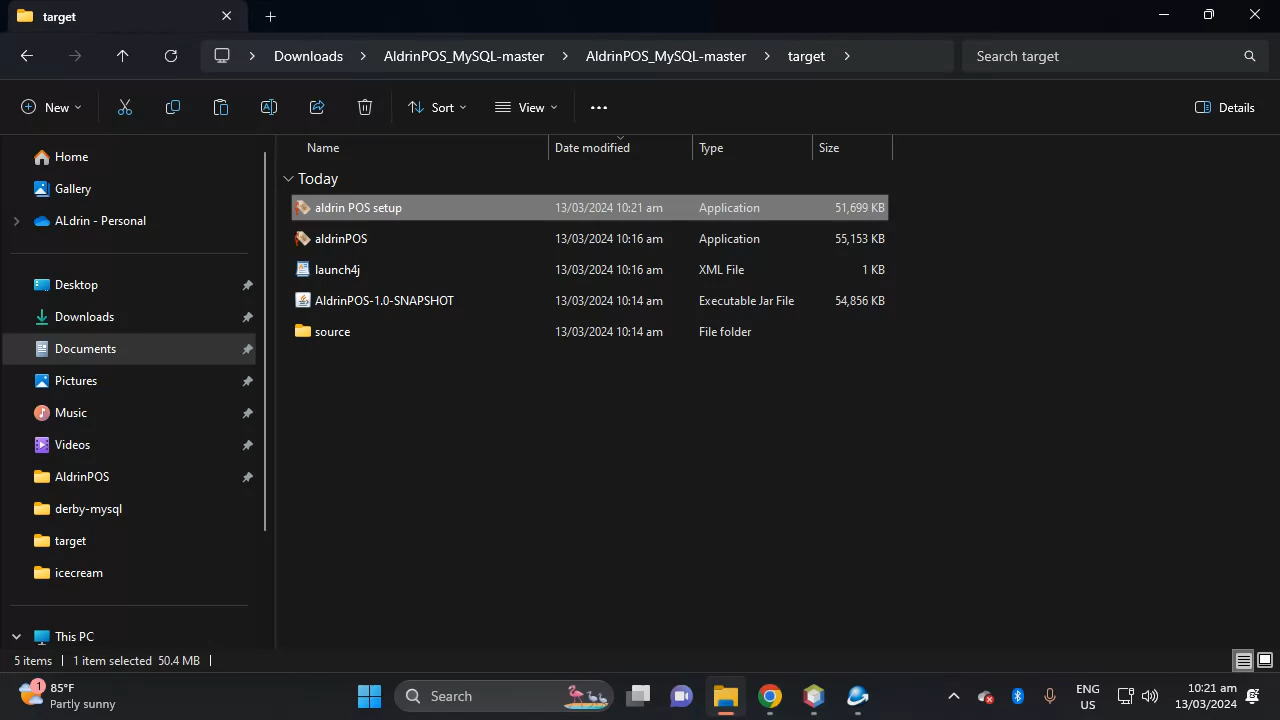 target
Downloads AldrinPOS_MySQL-master AldrinPOS_MySQL-master target Search target
New Sort View Details
Name Date modified Type Size
Today
aldrin POS setup 13/03/2024 10:21 am Application 51,699 KB
aldrinPOS 13/03/2024 10:16 am Application 55,153 KB
launch4j 13/03/2024 10:16 am XML File 1 KB
AldrinPOS-1.0-SNAPSHOT 13/03/2024 10:14 am Executable Jar File 54,856 KB
source 13/03/2024 10:14 am File folder
Home
Gallery
ALdrin - Personal
Desktop
Downloads
Documents
Pictures
Music
Videos
AldrinPOS
derby-mysql
target
icecream
This PC
5 items 1 item selected 50.4 MB
1
85°F
Partly sunny
Search
ENG
US
10:21 am
13/03/2024